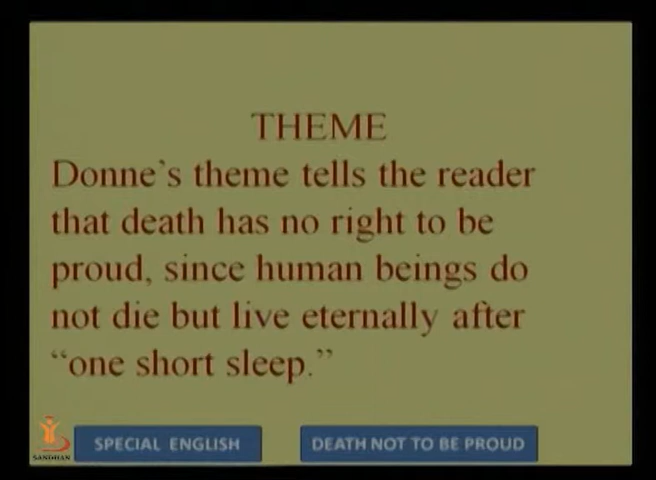 THEME
Donne's theme tells the reader
that death has no right to be
proud, since human beings do
not die but live eternally after
“one short sleep.”
SANDHAN
SPECIAL ENGLISH
DEATH NOT TO BE PROUD